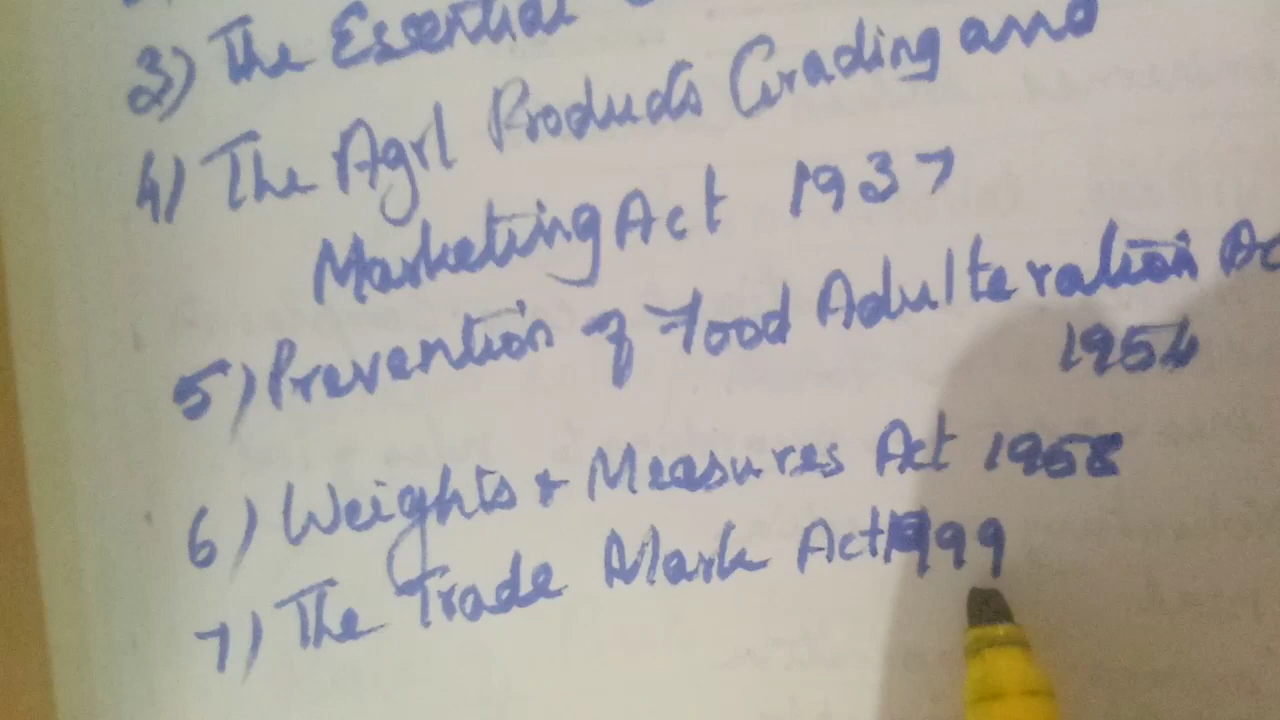 3) The Essential
4) The Agrl Products Grading and
Marketing Act 1937
5) Prevention of Food Adulteration Ac
1954
6) Weights & Measures Act 1958
7) The Trade Mark Act 1999